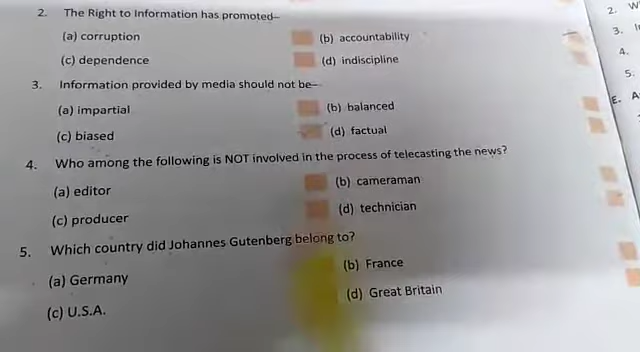 2. The Right to Information has promoted–
(a) corruption (b) accountability
(c) dependence (d) indiscipline
3. Information provided by media should not be–
(a) impartial (b) balanced
(c) biased (d) factual
4. Who among the following is NOT involved in the process of telecasting the news?
(a) editor (b) cameraman
(c) producer (d) technician
5. Which country did Johannes Gutenberg belong to?
(a) Germany (b) France
(c) U.S.A. (d) Great Britain
2.
3.
4.
5.
E. A